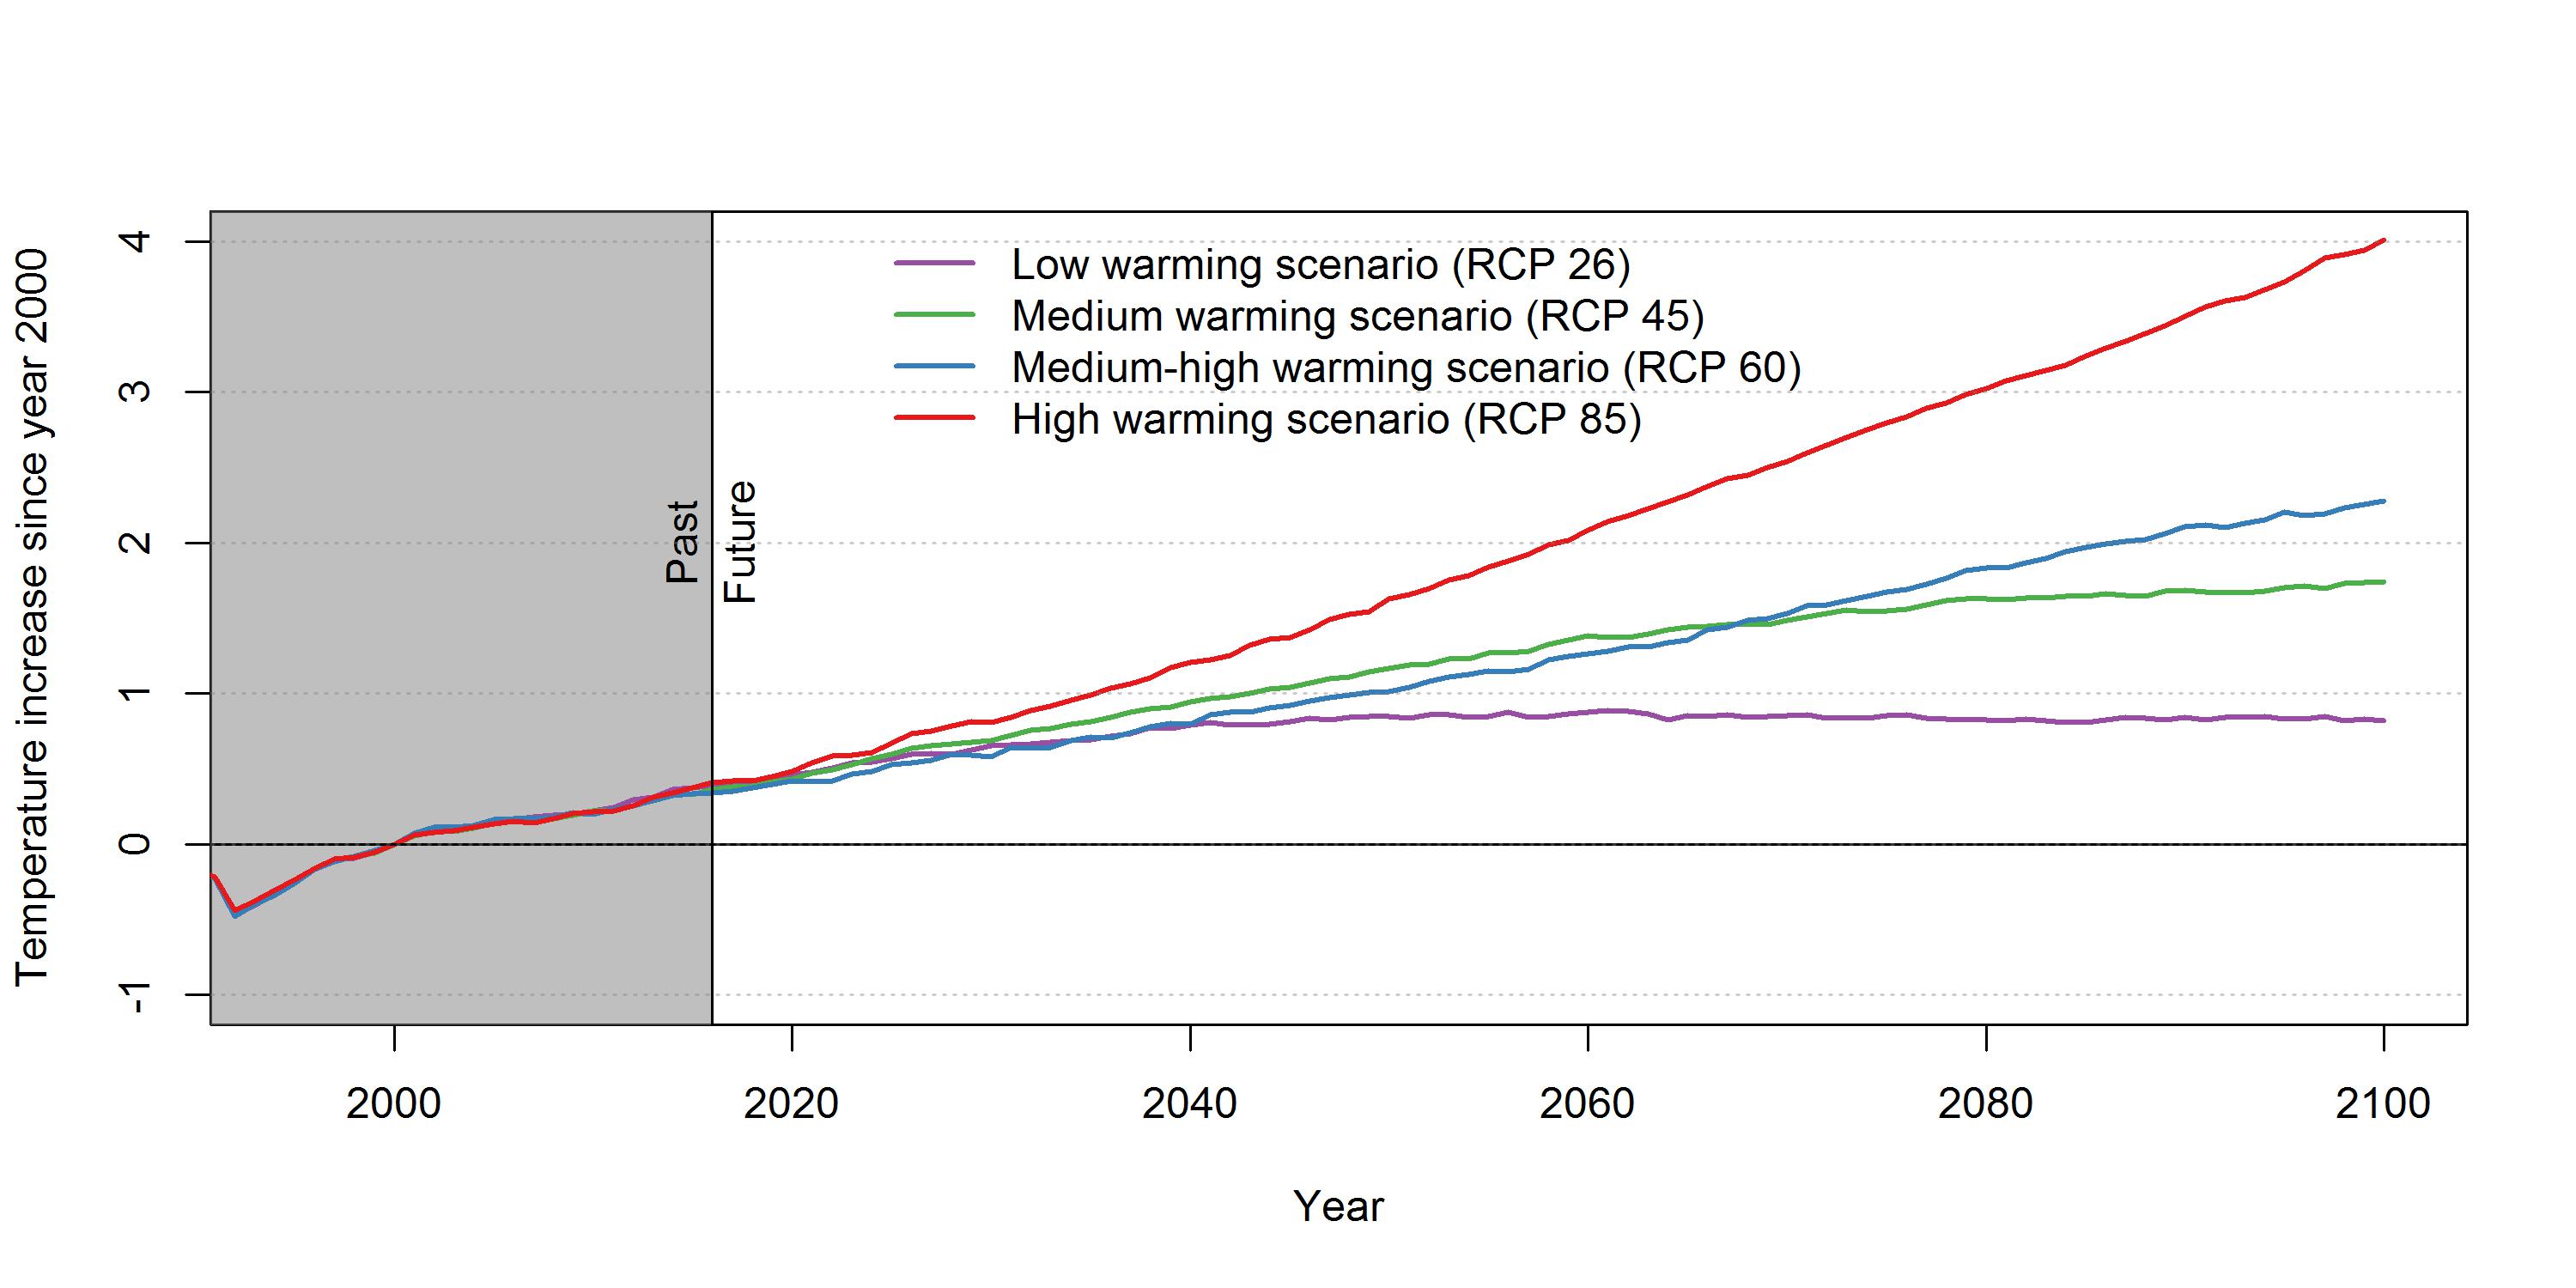 Temperature increase since year 2000
4
3
2
1
0
-1
Low warming scenario (RCP 26)
Medium warming scenario (RCP 45)
Medium-high warming scenario (RCP 60)
High warming scenario (RCP 85)
Past
Future
2000 2020 2040 2060 2080 2100
Year